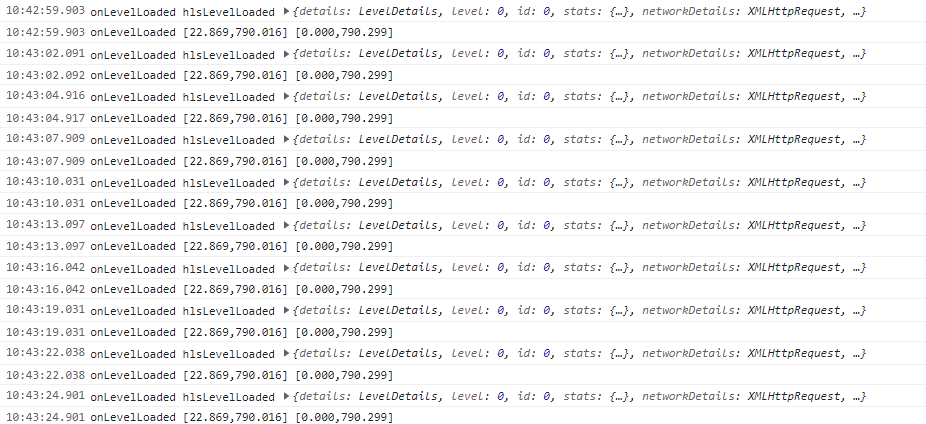 10:42:59.903 onLevelLoaded hlsLevelLoaded ▶{details: LevelDetails, level: 0, id: 0, stats: {…}, networkDetails: XMLHttpRequest, …}
10:42:59.903 onLevelLoaded [22.869,790.016] [0.000,790.299]
10:43:02.091 onLevelLoaded hlsLevelLoaded ▶{details: LevelDetails, level: 0, id: 0, stats: {…}, networkDetails: XMLHttpRequest, …}
10:43:02.092 onLevelLoaded [22.869,790.016] [0.000,790.299]
10:43:04.916 onLevelLoaded hlsLevelLoaded ▶{details: LevelDetails, level: 0, id: 0, stats: {…}, networkDetails: XMLHttpRequest, …}
10:43:04.917 onLevelLoaded [22.869,790.016] [0.000,790.299]
10:43:07.909 onLevelLoaded hlsLevelLoaded ▶{details: LevelDetails, level: 0, id: 0, stats: {…}, networkDetails: XMLHttpRequest, …}
10:43:07.909 onLevelLoaded [22.869,790.016] [0.000,790.299]
10:43:10.031 onLevelLoaded hlsLevelLoaded ▶{details: LevelDetails, level: 0, id: 0, stats: {…}, networkDetails: XMLHttpRequest, …}
10:43:10.031 onLevelLoaded [22.869,790.016] [0.000,790.299]
10:43:13.097 onLevelLoaded hlsLevelLoaded ▶{details: LevelDetails, level: 0, id: 0, stats: {…}, networkDetails: XMLHttpRequest, …}
10:43:13.097 onLevelLoaded [22.869,790.016] [0.000,790.299]
10:43:16.042 onLevelLoaded hlsLevelLoaded ▶{details: LevelDetails, level: 0, id: 0, stats: {…}, networkDetails: XMLHttpRequest, …}
10:43:16.042 onLevelLoaded [22.869,790.016] [0.000,790.299]
10:43:19.031 onLevelLoaded hlsLevelLoaded ▶{details: LevelDetails, level: 0, id: 0, stats: {…}, networkDetails: XMLHttpRequest, …}
10:43:19.031 onLevelLoaded [22.869,790.016] [0.000,790.299]
10:43:22.038 onLevelLoaded hlsLevelLoaded ▶{details: LevelDetails, level: 0, id: 0, stats: {…}, networkDetails: XMLHttpRequest, …}
10:43:22.038 onLevelLoaded [22.869,790.016] [0.000,790.299]
10:43:24.901 onLevelLoaded hlsLevelLoaded ▶{details: LevelDetails, level: 0, id: 0, stats: {…}, networkDetails: XMLHttpRequest, …}
10:43:24.901 onLevelLoaded [22.869,790.016] [0.000,790.299]